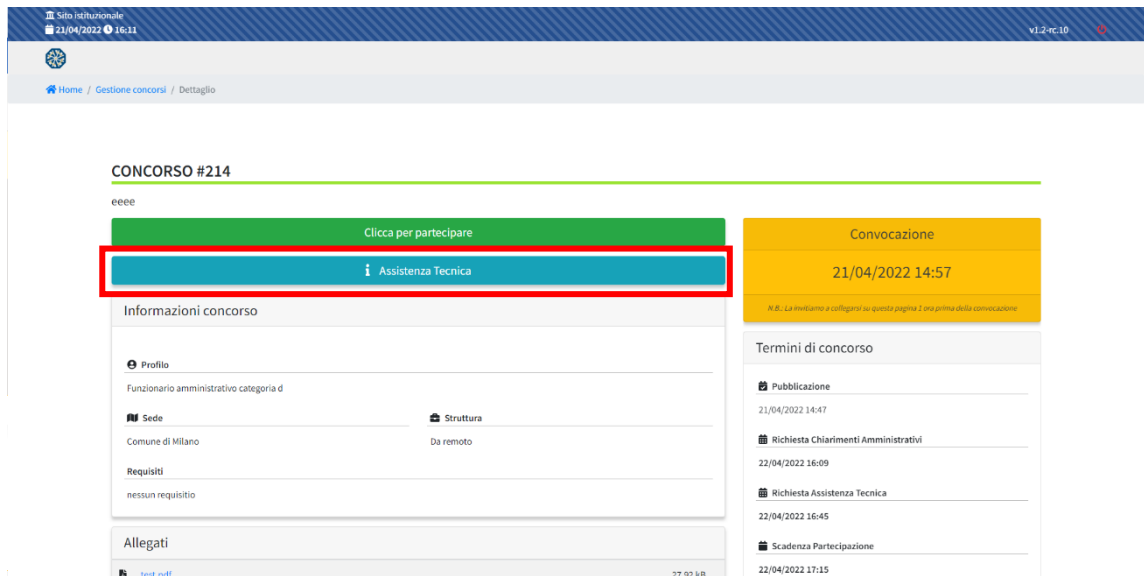 Sito istituzionale
21/04/2022 16:11
v1.2-rc.10
Home / Gestione concorsi / Dettaglio
CONCORSO #214
eeee
Clicca per partecipare
Assistenza Tecnica
Informazioni concorso
Profilo
Funzionario amministrativo categoria d
Sede
Struttura
Comune di Milano
Da remoto
Requisiti
nessun requisitio
Allegati
test.pdf
27.92 kB
Convocazione
21/04/2022 14:57
N.B.: La invitiamo a collegarsi su questa pagina 1 ora prima della convocazione
Termini di concorso
Pubblicazione
21/04/2022 14:47
Richiesta Chiarimenti Amministrativi
22/04/2022 16:09
Richiesta Assistenza Tecnica
22/04/2022 16:45
Scadenza Partecipazione
22/04/2022 17:15